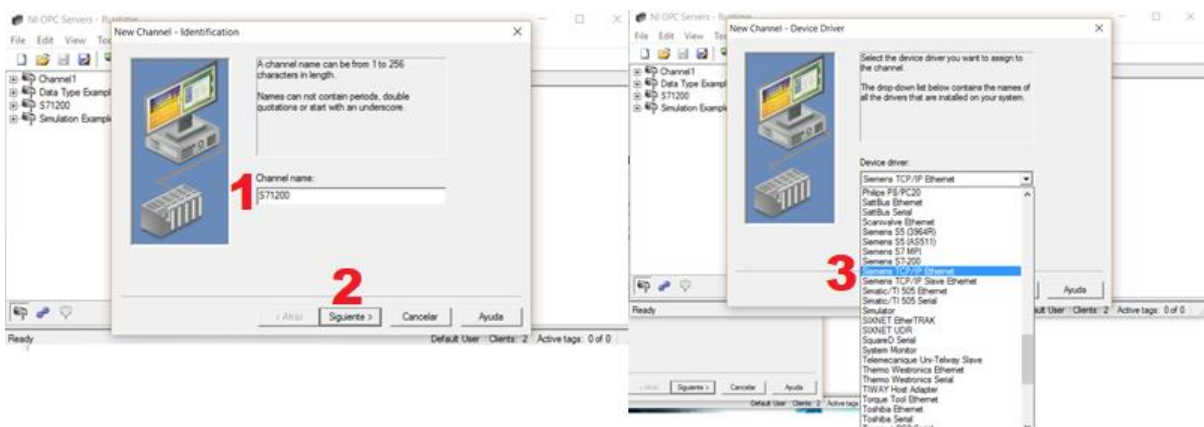 NI OPC Servers - Runtime
File Edit View
New Channel - Identification
Channel1
Data Type Exampl
S71200
Simulation Exampl
A channel name can be from 1 to 256
characters in length.
Names can not contain periods, double
quotations or start with an underscore.
Channel name:
1
S71200
2
< Atrás
Siguiente >
Cancelar
Ayuda
Ready
Default User Clients: 2 Active tags: 0 of 0
NI OPC Servers -
File Edit View
New Channel - Device Driver
Channel1
Data Type Exampl
S71200
Simulation Exampl
Select the device driver you want to assign to
the channel.
The drop-down list below contains the names of
all the drivers that are installed on your system.
Device driver:
Siemens TCP/IP Ethernet
Philips P8/PC20
SattBus Ethernet
SattBus Serial
Scanivalve Ethernet
Siemens S5 (3964R)
Siemens S5 (AS511)
Siemens S7 MPI
Siemens S7-200
3
Siemens TCP/IP Ethernet
Siemens TCP/IP Slave Ethernet
Simatic/TI 505 Ethernet
Simatic/TI 505 Serial
Simulator
SIXNET EtherTRAK
SIXNET UDR
SquareD Serial
System Monitor
Telemecanique Uni-Telway Slave
Thermo Westronics Ethernet
Thermo Westronics Serial
TIWAY Host Adapter
Torque Tool Ethernet
Toshiba Ethernet
Toshiba Serial
Ayuda
Ready
ault User Clients: 2 Active tags: 0 of 0
Siguiente >
Cancelar
Ayuda
Default User Clients: 2 Active tag